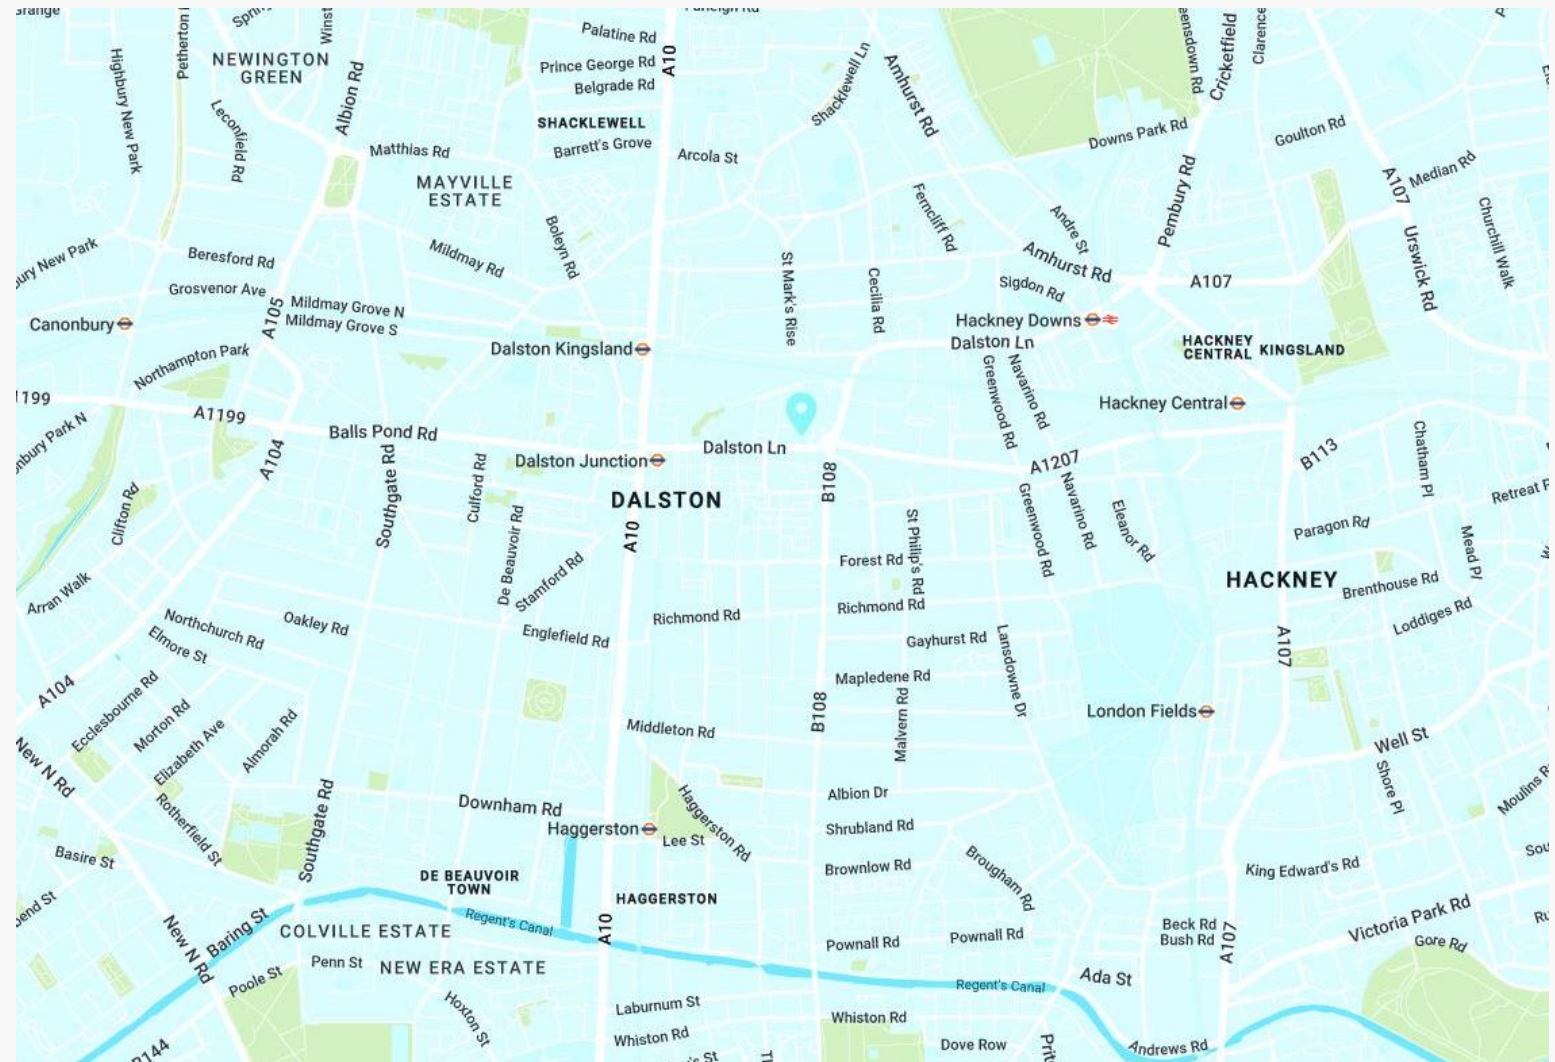 Grange
Spring
Winst
Petherton
Highbury New Park
NEWINGTON
GREEN
Leconfield Rd
Albion Rd
Palatine Rd
Prince George Rd
Belgrade Rd
A10
SHACKLEWELL
Barrett's Grove
Arcola St
Matthias Rd
MAYVILLE
ESTATE
Shacklewell Ln
Amhurst Rd
Cricketfield
Clarence
Downs Park Rd
Goulton Rd
Median Rd
A107
Pembury Rd
Churchill Walk
Urswick Rd
Ferncliff Rd
Andre St
Amhurst Rd
Sigdon Rd
A107
Beresford Rd
Mildmay Rd
Boleyn Rd
St Mark's Rise
Cecilia Rd
Grosvenor Ave
Mildmay Grove N
Mildmay Grove S
A105
Canonbury
Northampton Park
Dalston Kingsland
Hackney Downs
Dalston Ln
HACKNEY
CENTRAL
KINGSLAND
Greenwood Rd
Navarino Rd
Hackney Central
A1199
Balls Pond Rd
A104
Southgate Rd
Culford Rd
Dalston Junction
Dalston Ln
DALSTON
B108
A1207
B113
Chatham Pl
Retreat
Paragon Rd
Mead Pl
Clifton Rd
Arran Walk
De Beauvoir Rd
Stamford Rd
A10
St Philip's Rd
Greenwood Rd
Navarino Rd
Eleanor Rd
Forest Rd
HACKNEY
Brenthouse Rd
Loddiges Rd
Northchurch Rd
Oakley Rd
Elmore St
Englefield Rd
Richmond Rd
Richmond Rd
Gayhurst Rd
Lansdowne Dr
A107
A104
Ecclesbourne Rd
Morton Rd
Elizabeth Ave
Almorah Rd
Mapledene Rd
Malvern Rd
B108
London Fields
Middleton Rd
Well St
Shore Pl
Moulins
New N Rd
Rotherfield St
Southgate Rd
Downham Rd
Haggerston
Lee St
Haggerston Rd
Albion Dr
Shrubland Rd
Brownlow Rd
Brougham Rd
King Edward's Rd
Basire St
DE BEAUVOIR
TOWN
HAGGERSTON
Baring St
New N Rd
COLVILLE ESTATE
Regent's Canal
A10
Pownall Rd
Pownall Rd
Beck Rd
Bush Rd
A107
Victoria Park Rd
Gore Rd
Penn St
Poole St
NEW ERA ESTATE
Hoxton St
Laburnum St
Whiston Rd
Regent's Canal
Ada St
Whiston Rd
Dove Row
Andrews Rd
B144